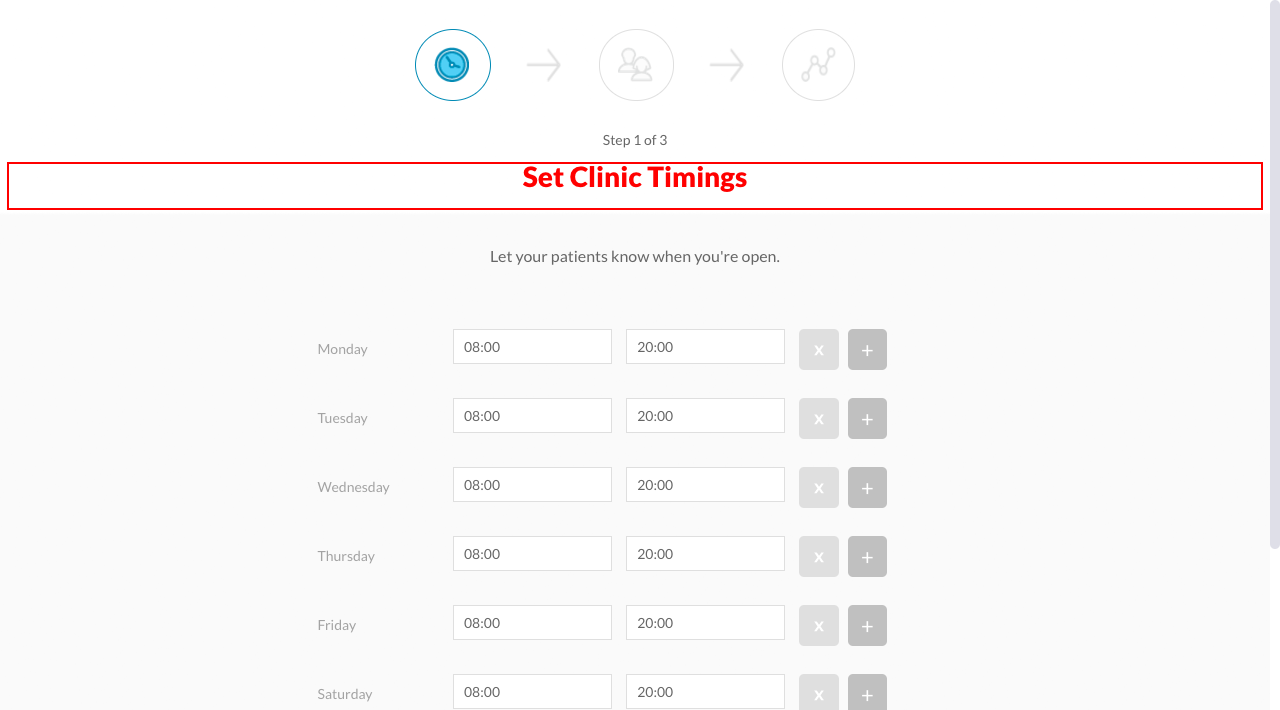 Step 1 of 3
Set Clinic Timings
Let your patients know when you're open.
Monday 08:00 20:00 x +
Tuesday 08:00 20:00 x +
Wednesday 08:00 20:00 x +
Thursday 08:00 20:00 x +
Friday 08:00 20:00 x +
Saturday 08:00 20:00 x +